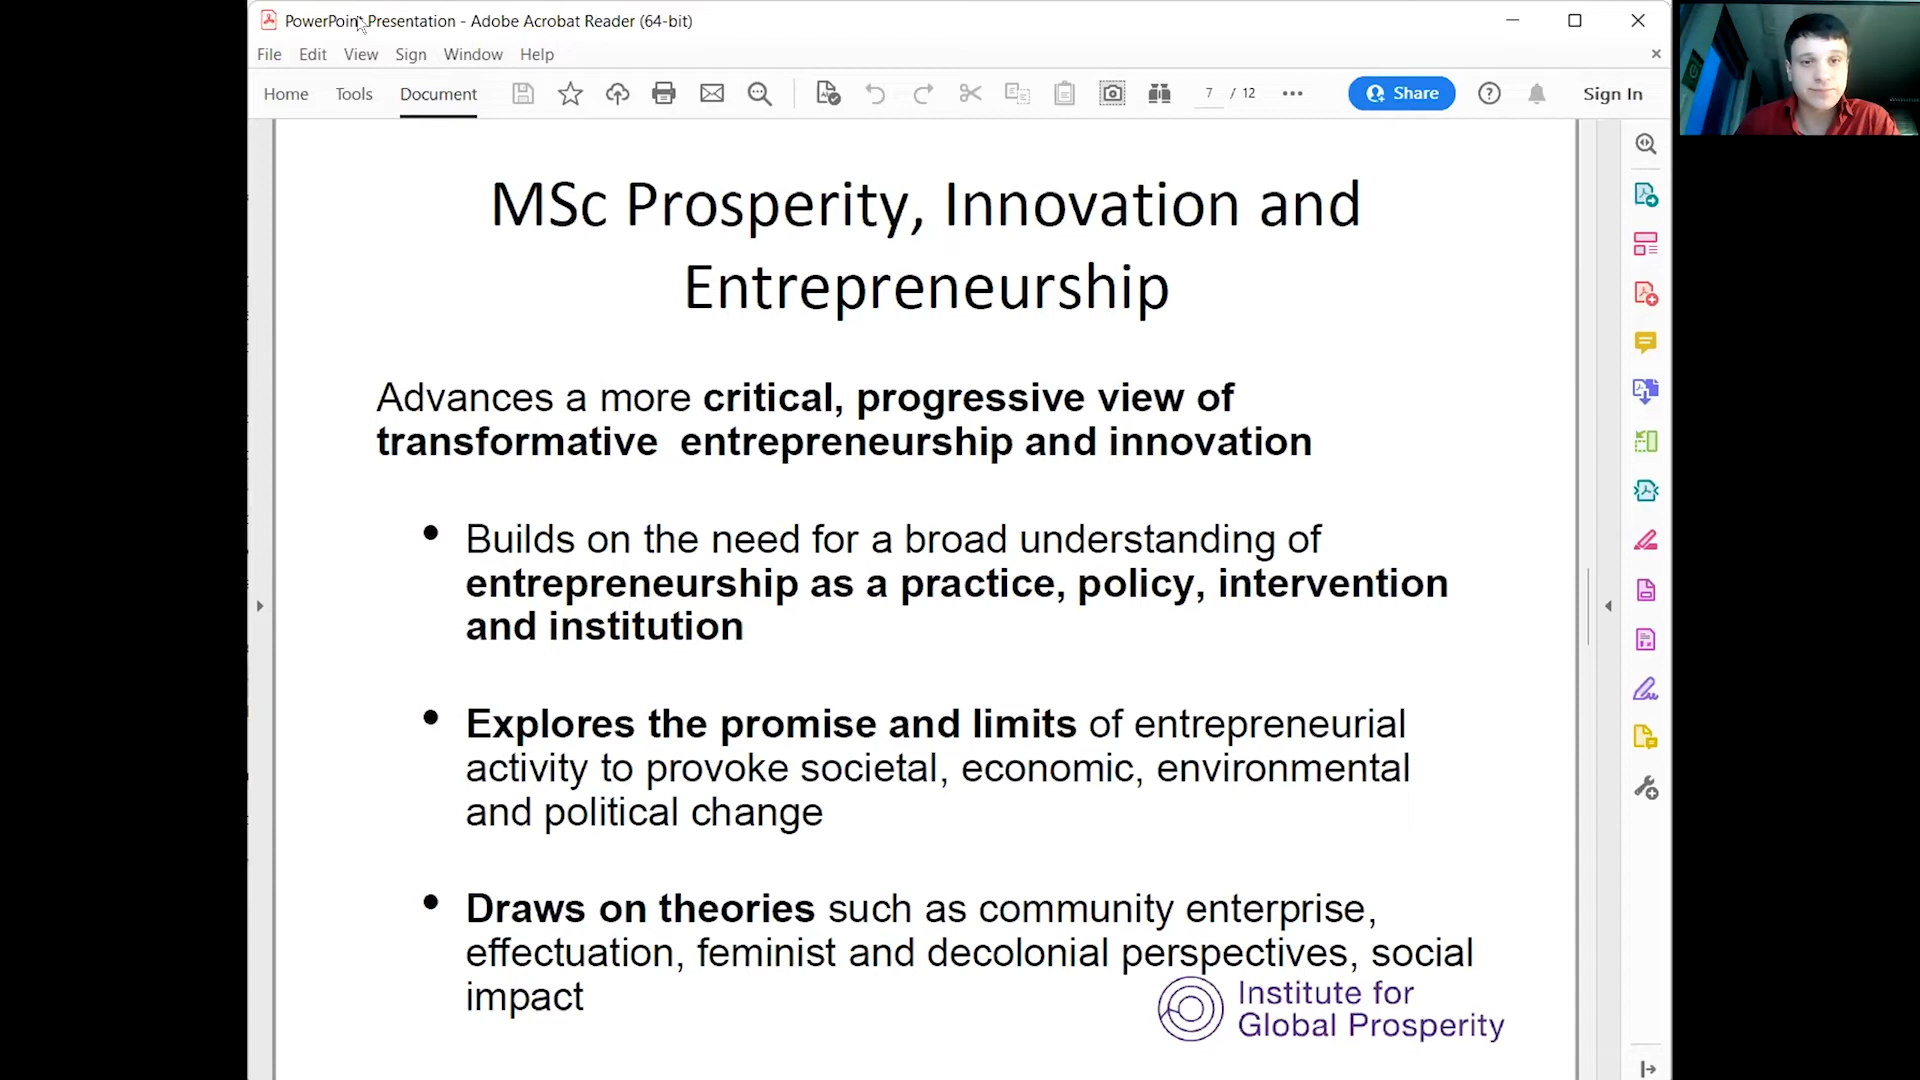 PowerPoint Presentation - Adobe Acrobat Reader (64-bit)
File Edit View Sign Window Help
Home Tools Document 7 / 12 Share Sign In
MSc Prosperity, Innovation and
Entrepreneurship
Advances a more critical, progressive view of
transformative entrepreneurship and innovation
• Builds on the need for a broad understanding of
entrepreneurship as a practice, policy, intervention
and institution
• Explores the promise and limits of entrepreneurial
activity to provoke societal, economic, environmental
and political change
• Draws on theories such as community enterprise,
effectuation, feminist and decolonial perspectives, social
impact
Institute for
Global Prosperity